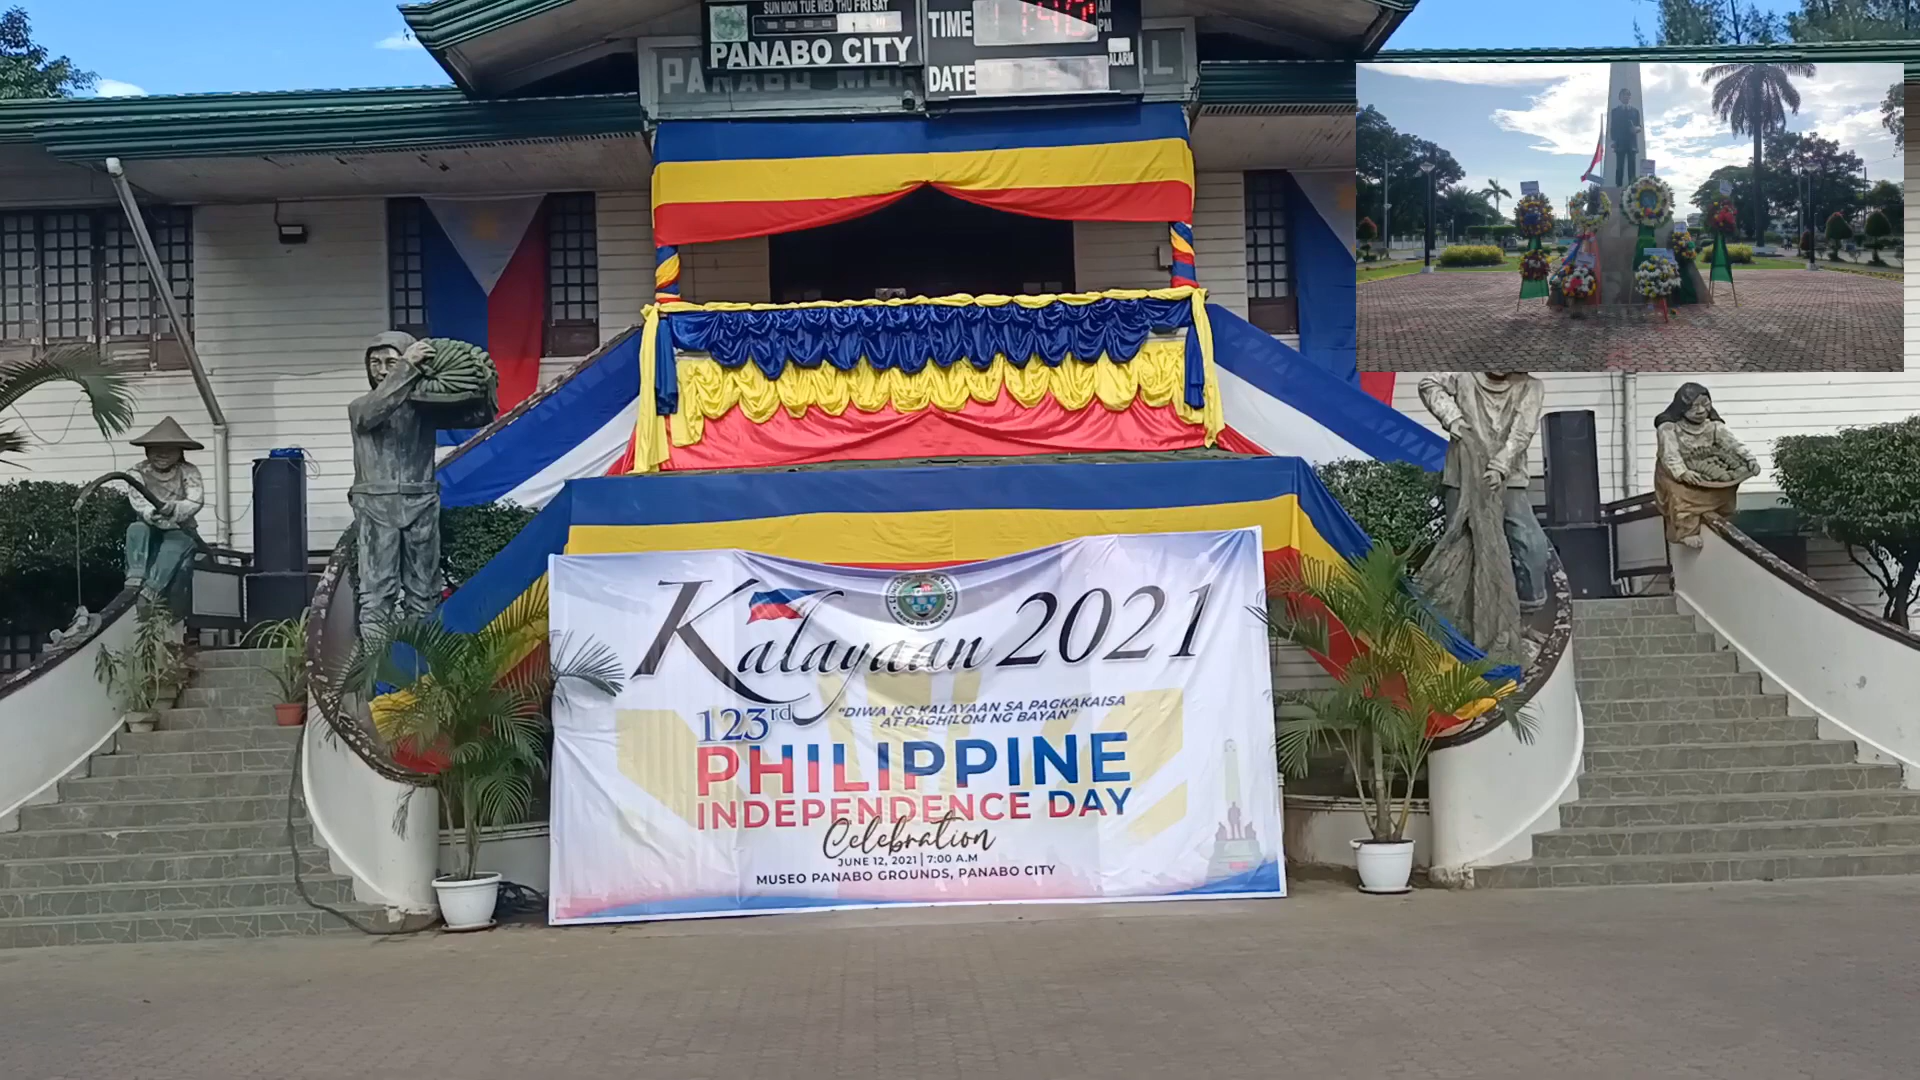 SUN MON TUE WED THU FRI SAT
PANABO CITY
TIME
AM
PM
ALARM
DATE
Kalayaan 2021
123rd
"DIWA NG KALAYAAN SA PAGKAKAISA
AT PAGHILOM NG BAYAN"
PHILIPPINE
INDEPENDENCE DAY
Celebration
JUNE 12, 2021 | 7:00 A.M
MUSEO PANABO GROUNDS, PANABO CITY